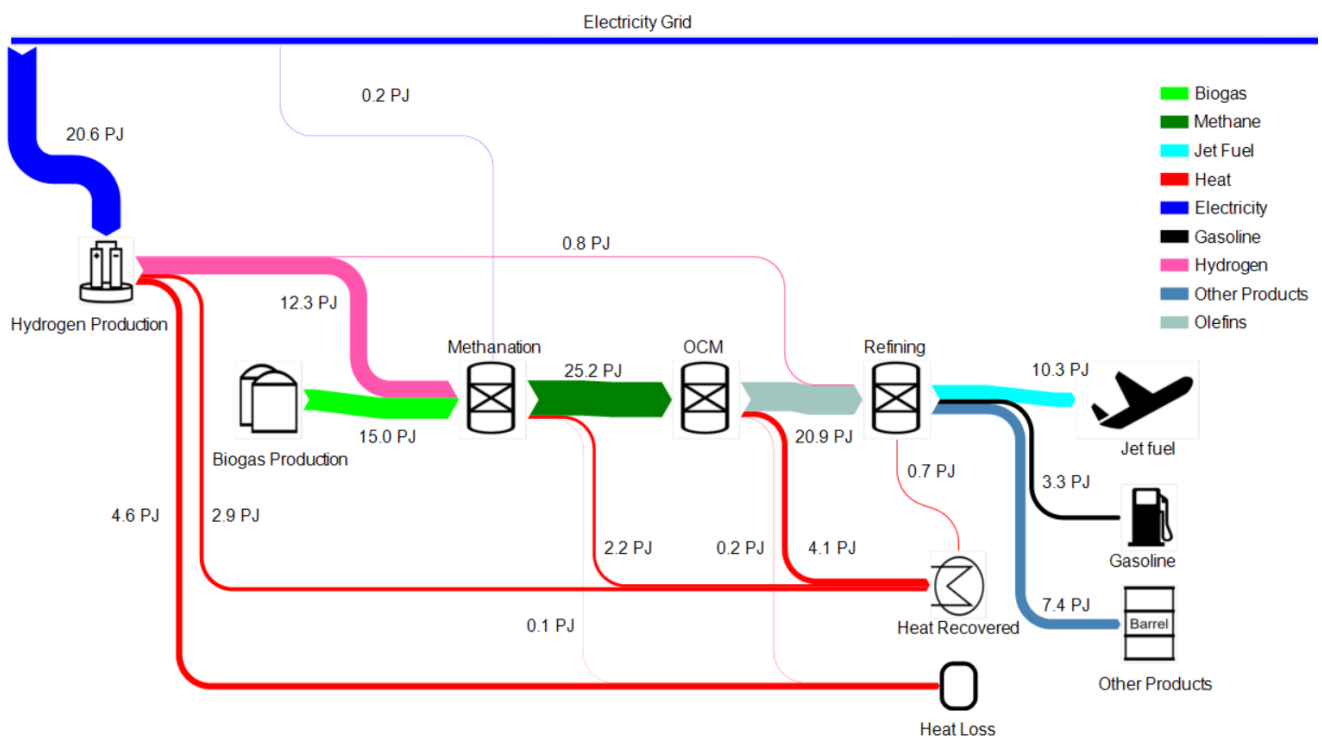 Electricity Grid
0.2 PJ
20.6 PJ
Biogas
Methane
Jet Fuel
Heat
Electricity
Gasoline
Hydrogen
Other Products
Olefins
0.8 PJ
12.3 PJ
Hydrogen Production
Methanation
OCM
Refining
25.2 PJ
10.3 PJ
15.0 PJ
20.9 PJ
Biogas Production
Jet fuel
0.7 PJ
3.3 PJ
4.6 PJ
2.9 PJ
2.2 PJ
0.2 PJ
4.1 PJ
Gasoline
Heat Recovered
7.4 PJ
0.1 PJ
Barrel
Other Products
Heat Loss